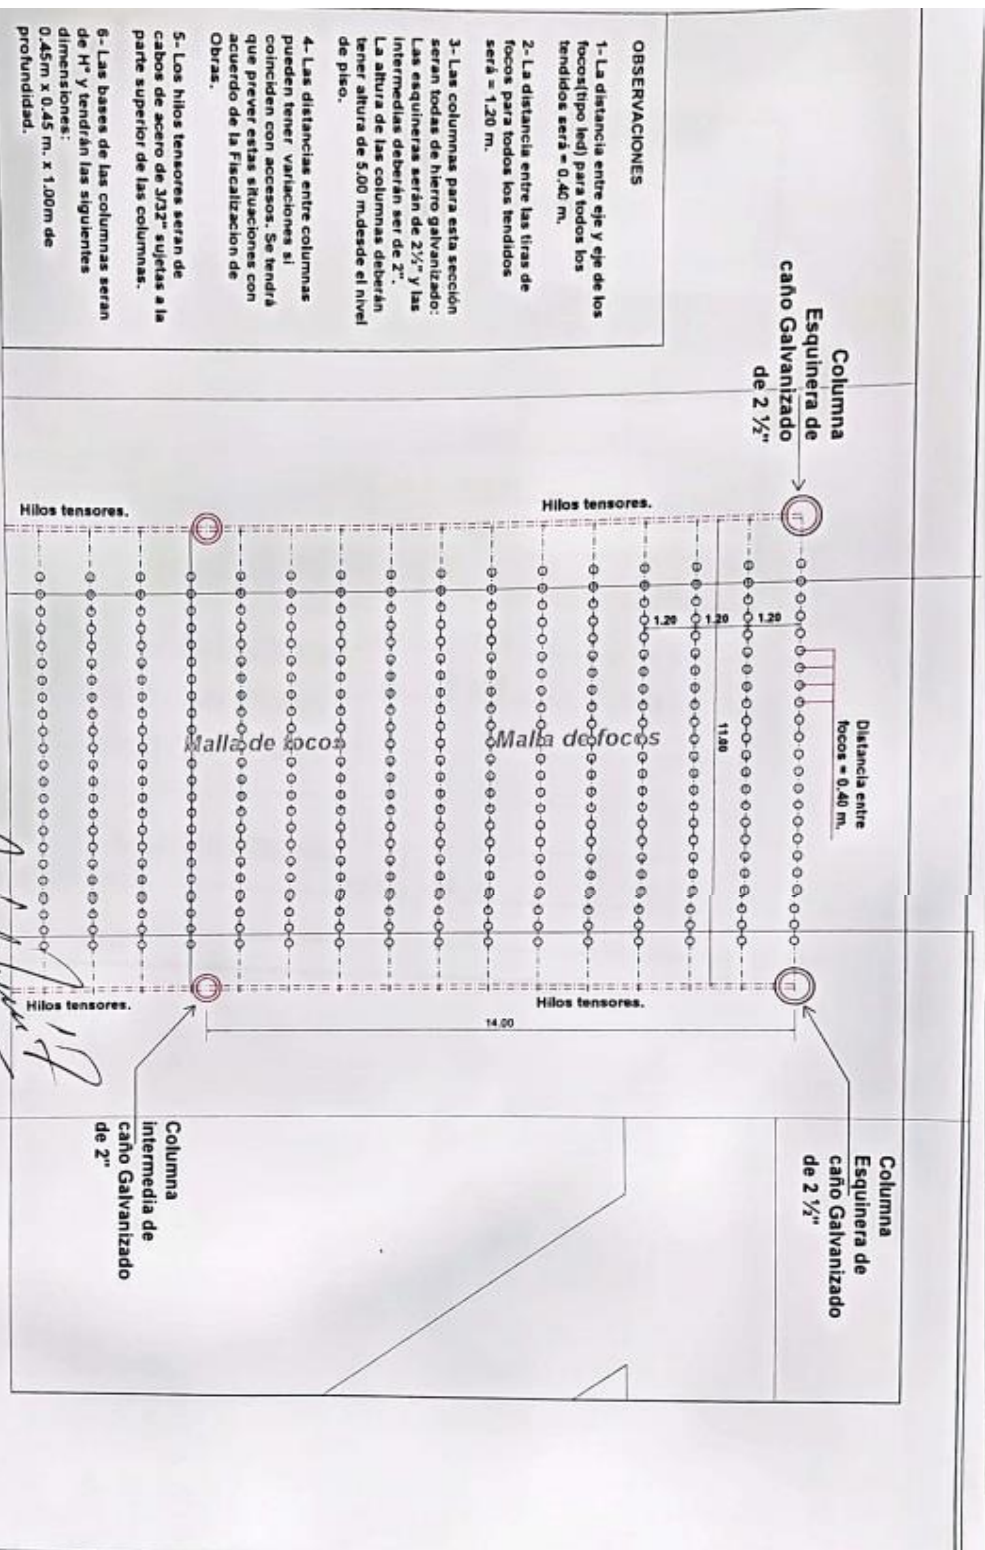 OBSERVACIONES
1- La distancia entre eje y eje de los
focos(tipo led) para todos los
tendidos será = 0,40 m.
2- La distancia entre las tiras de
focos para todos los tendidos
será = 1.20 m.
3- Las columnas para esta sección
seran todas de hierro galvanizado:
Las esquineras serán de 2½" y las
intermedias deberán ser de 2".
La altura de las columnas deberán
tener altura de 5.00 m.desde el nivel
de piso.
4- Las distancias entre columnas
pueden tener variaciones si
coinciden con accesos. Se tendrá
que prever estas situaciones con
acuerdo de la Fiscalizacion de
Obras.
5- Los hilos tensores seran de
cabos de acero de 3/32" sujetas a la
parte superior de las columnas.
6- Las bases de las columnas seran
de Hº y tendrán las siguientes
dimensiones:
0.45m x 0.45 m. x 1.00m de
profundidad.
Columna
Esquinera de
caño Galvanizado
de 2 ½"
Hilos tensores.
Hilos tensores.
1.20
1.20
1.20
11.00
Distancia entre
focos = 0,40 m.
Malla de focos
Malla de focos
Hilos tensores.
Hilos tensores.
14.00
Columna
Esquinera de
caño Galvanizado
de 2 ½"
Columna
intermedia de
caño Galvanizado
de 2"